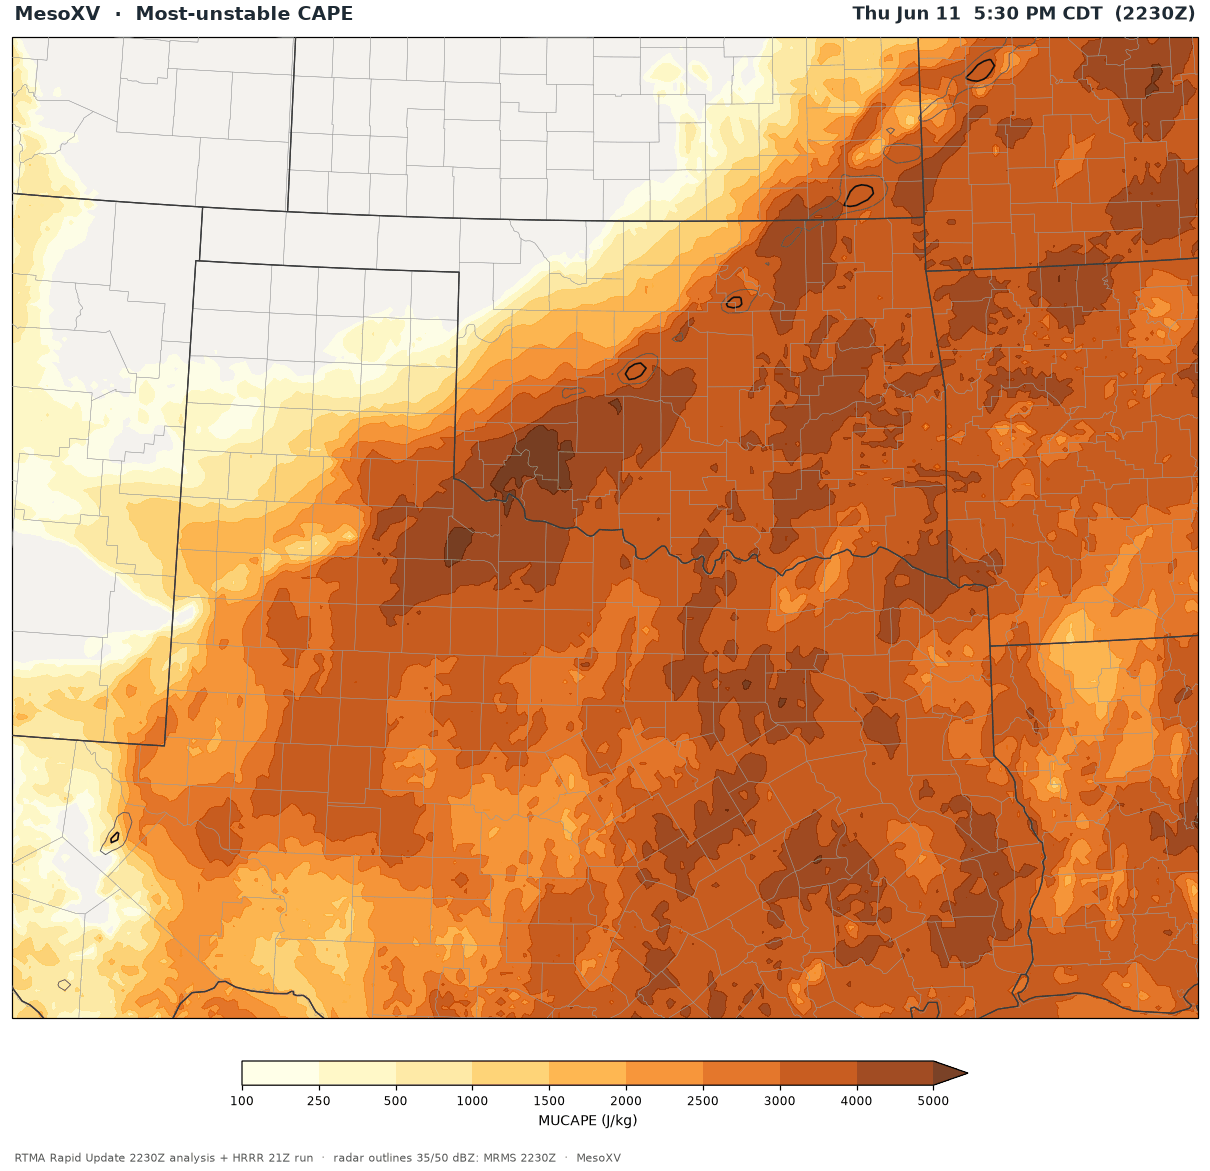 MesoXV · Most-unstable CAPE
Thu Jun 11 5:30 PM CDT (2230Z)
100 250 500 1000 1500 2000 2500 3000 4000 5000
MUCAPE (J/kg)
RTMA Rapid Update 2230Z analysis + HRRR 21Z run · radar outlines 35/50 dBZ: MRMS 2230Z · MesoXV